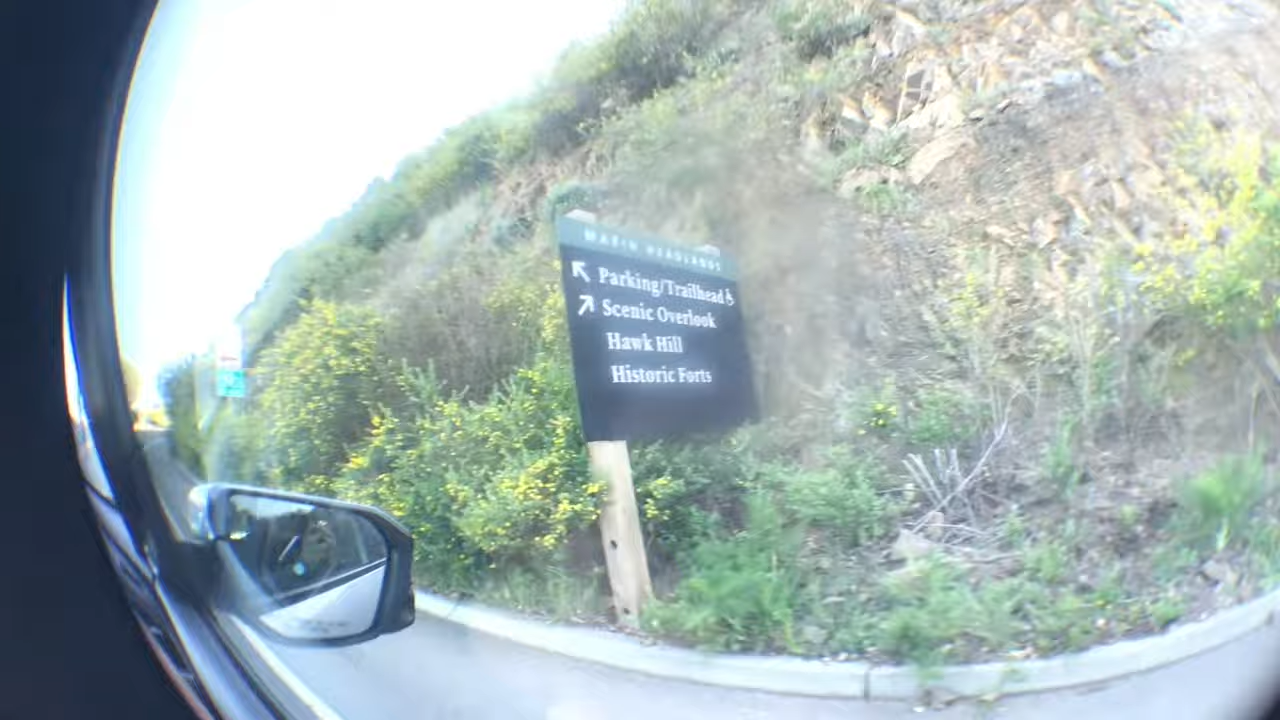 MARIN HEADLANDS
Parking/Trailhead
Scenic Overlook
Hawk Hill
Historic Forts